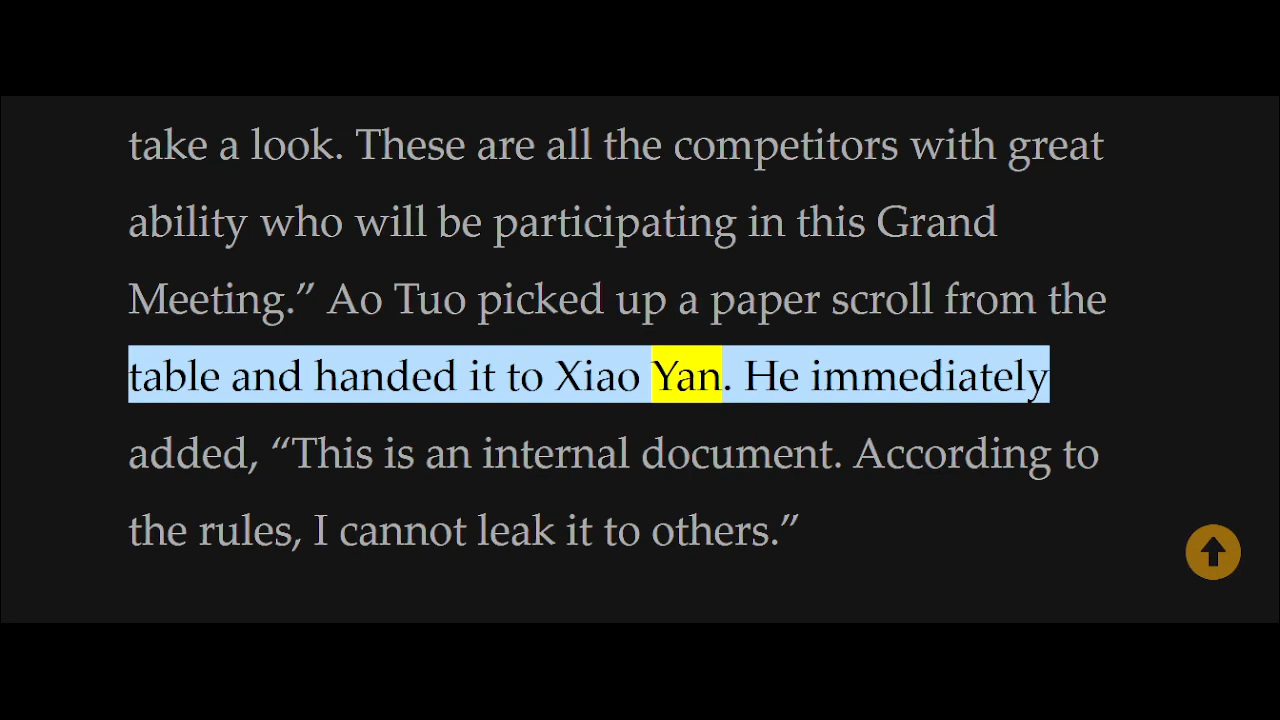 take a look. These are all the competitors with great
ability who will be participating in this Grand
Meeting.” Ao Tuo picked up a paper scroll from the
table and handed it to Xiao Yan. He immediately
added, “This is an internal document. According to
the rules, I cannot leak it to others.”